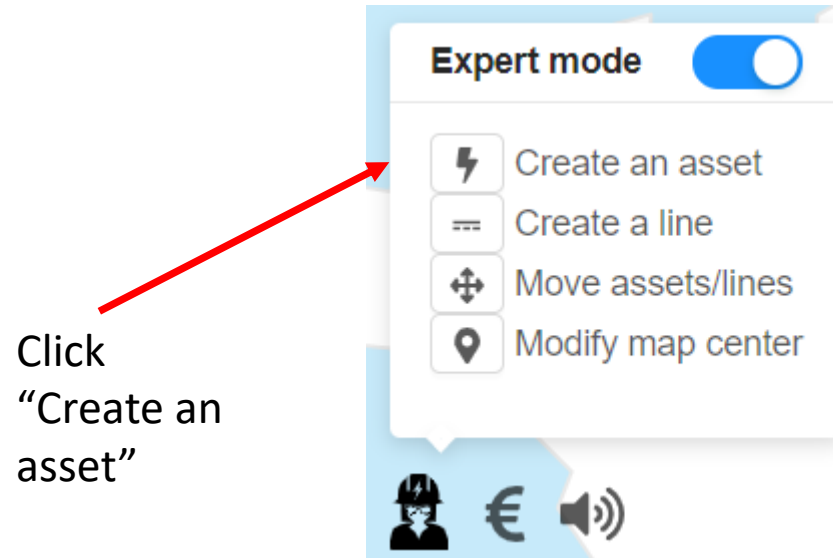 Expert mode
Create an asset
Create a line
Move assets/lines
Modify map center
Click
“Create an
asset”
€